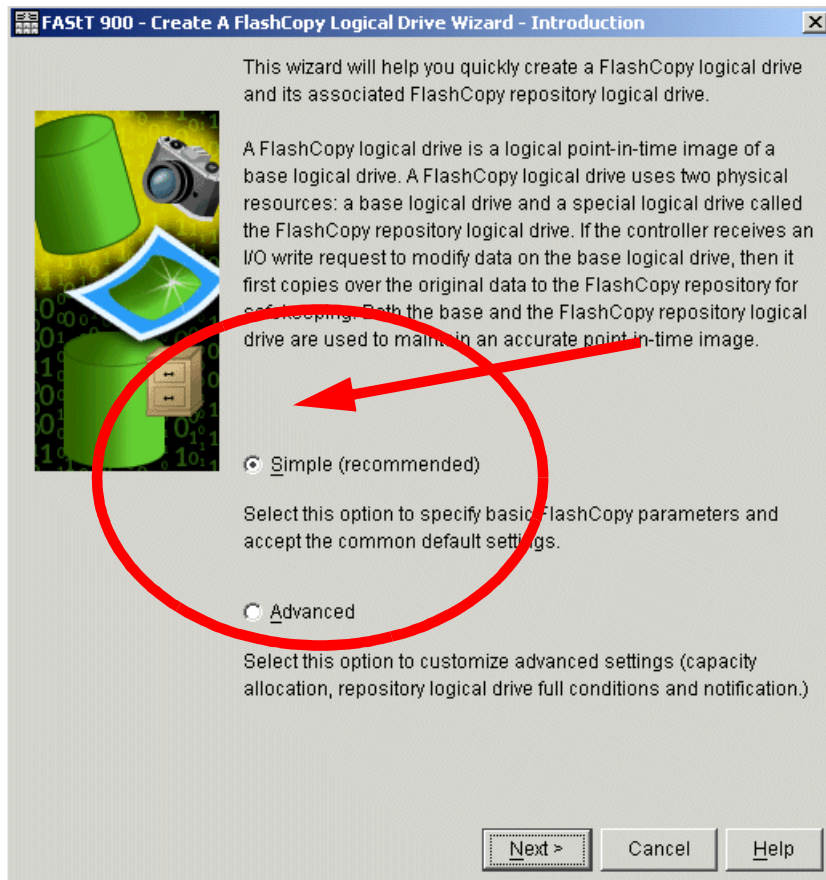 FAStT 900 - Create A FlashCopy Logical Drive Wizard - Introduction
This wizard will help you quickly create a FlashCopy logical drive
and its associated FlashCopy repository logical drive.
A FlashCopy logical drive is a logical point-in-time image of a
base logical drive. A FlashCopy logical drive uses two physical
resources: a base logical drive and a special logical drive called
the FlashCopy repository logical drive. If the controller receives an
I/O write request to modify data on the base logical drive, then it
first copies over the original data to the FlashCopy repository for
safekeeping. Both the base and the FlashCopy repository logical
drive are used to maintain an accurate point-in-time image.
Simple (recommended)
Select this option to specify basic FlashCopy parameters and
accept the common default settings.
Advanced
Select this option to customize advanced settings (capacity
allocation, repository logical drive full conditions and notification.)
Next >
Cancel
Help